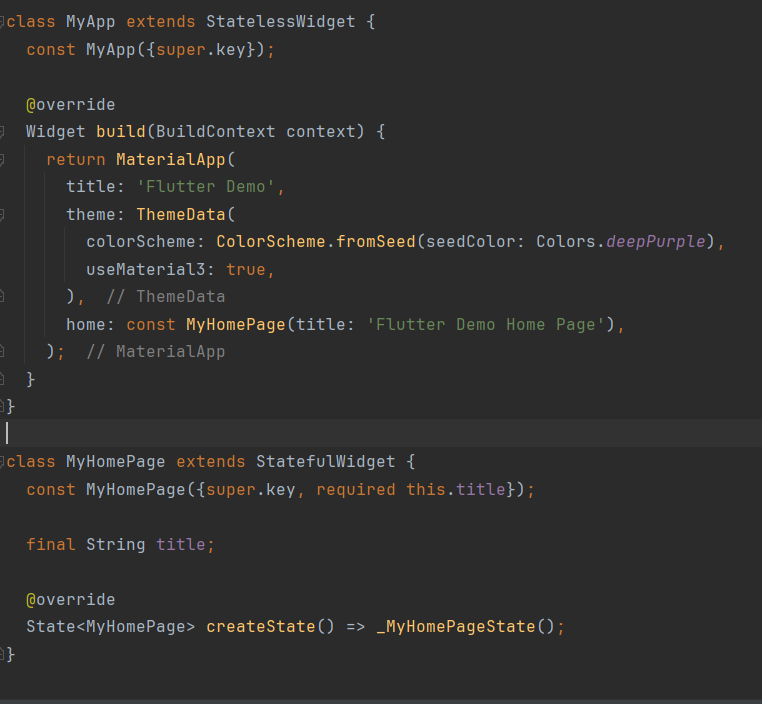 class MyApp extends StatelessWidget {
  const MyApp({super.key});

  @override
  Widget build(BuildContext context) {
    return MaterialApp(
      title: 'Flutter Demo',
      theme: ThemeData(
        colorScheme: ColorScheme.fromSeed(seedColor: Colors.deepPurple),
        useMaterial3: true,
      ),  // ThemeData
      home: const MyHomePage(title: 'Flutter Demo Home Page'),
    );  // MaterialApp
  }
}

class MyHomePage extends StatefulWidget {
  const MyHomePage({super.key, required this.title});

  final String title;

  @override
  State<MyHomePage> createState() => _MyHomePageState();
}